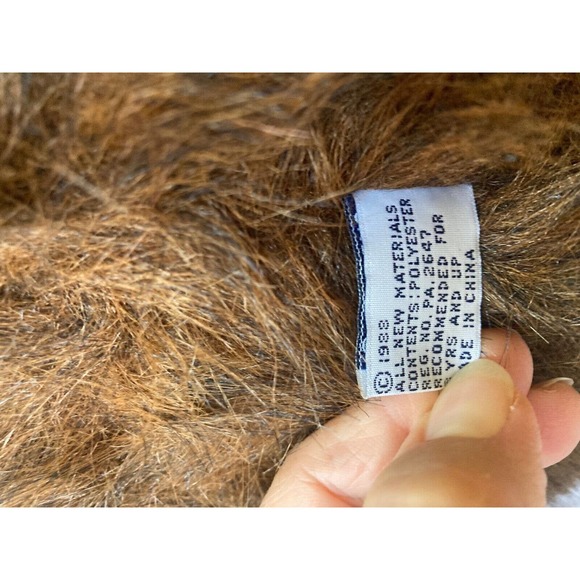 © 1988
ALL NEW MATERIALS
CONTENTS:POLYESTER
REG. NO. PA. 2647
RECOMMENDED FOR
YRS AND UP
DE IN CHINA